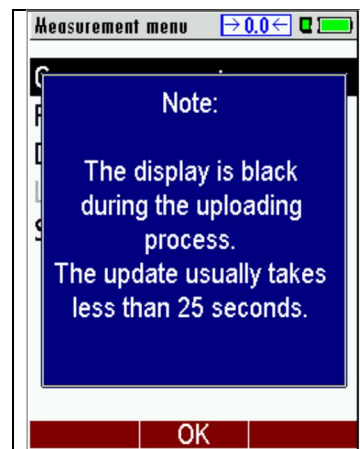 Measurement menu →0.0←
Note:
The display is black
during the uploading
process.
The update usually takes
less than 25 seconds.
OK